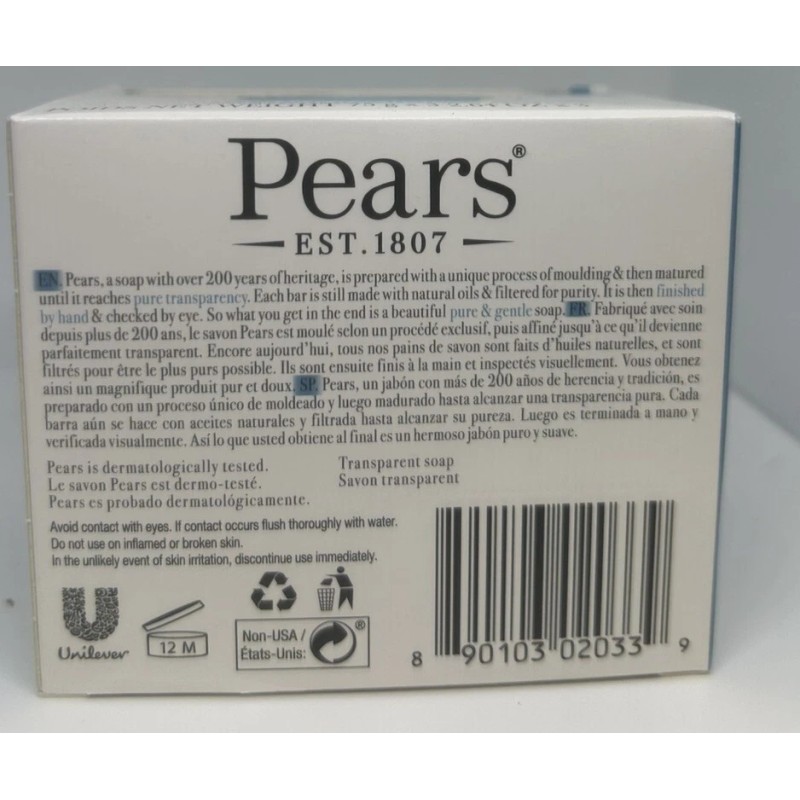 POIDS NET WEIGHT 75 g
Pears®
EST. 1807
EN. Pears, a soap with over 200 years of heritage, is prepared with a unique process of moulding & then matured
until it reaches pure transparency. Each bar is still made with natural oils & filtered for purity. It is then finished
by hand & checked by eye. So what you get in the end is a beautiful pure & gentle soap. FR. Fabriqué avec soin
depuis plus de 200 ans, le savon Pears est moulé selon un procédé exclusif, puis affiné jusqu'à ce qu'il devienne
parfaitement transparent. Encore aujourd'hui, tous nos pains de savon sont faits d'huiles naturelles, et sont
filtrés pour être le plus purs possible. Ils sont ensuite finis à la main et inspectés visuellement. Vous obtenez
ainsi un magnifique produit pur et doux. SP. Pears, un jabón con más de 200 años de herencia y tradición, es
preparado con un proceso único de moldeado y luego madurado hasta alcanzar una transparencia pura. Cada
barra aún se hace con aceites naturales y filtrada hasta alcanzar su pureza. Luego es terminada a mano y
verificada visualmente. Así lo que usted obtiene al final es un hermoso jabón puro y suave.
Pears is dermatologically tested.
Le savon Pears est dermo-testé.
Pears es probado dermatológicamente.
Transparent soap
Savon transparent
Avoid contact with eyes. If contact occurs flush thoroughly with water.
Do not use on inflamed or broken skin.
In the unlikely event of skin irritation, discontinue use immediately.
Unilever
12 M
Non-USA /
États-Unis:
®
8 90103 02033 9